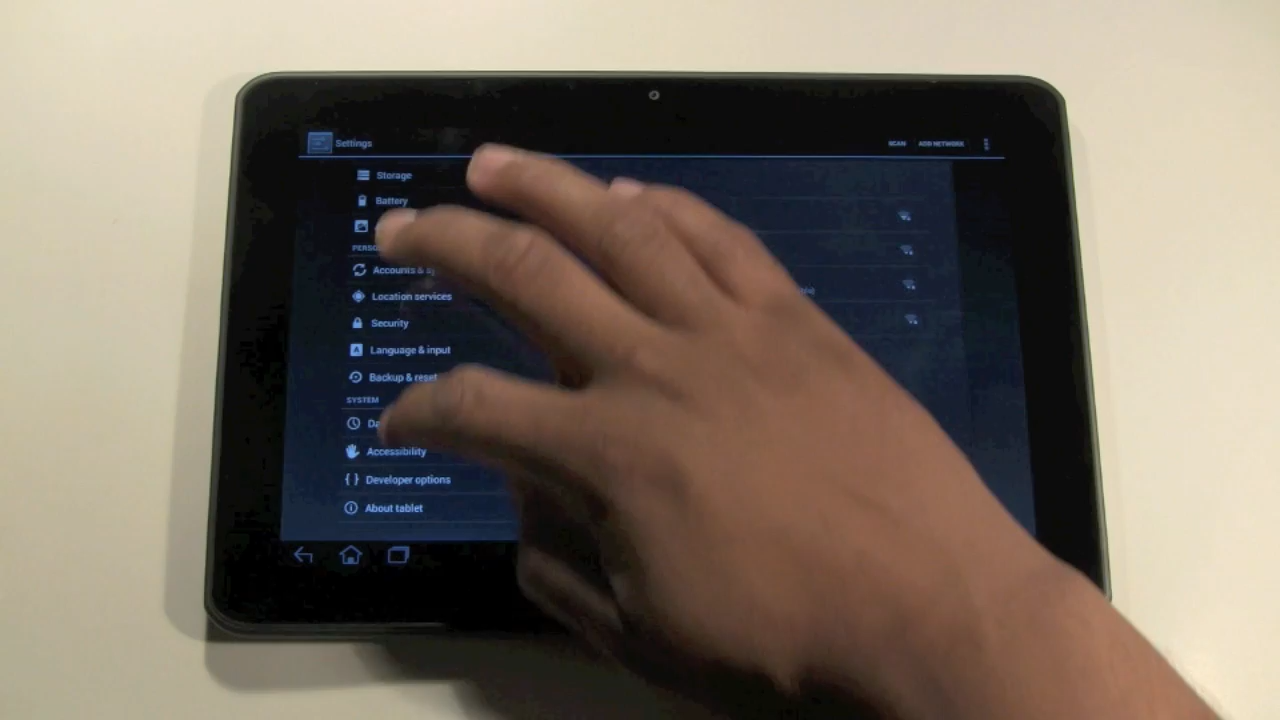 Settings
SCAN ADD NETWORK
Storage
Battery
Accounts &
Location services
Security
Language & input
Backup & reset
SYSTEM
Accessibility
Developer options
About tablet